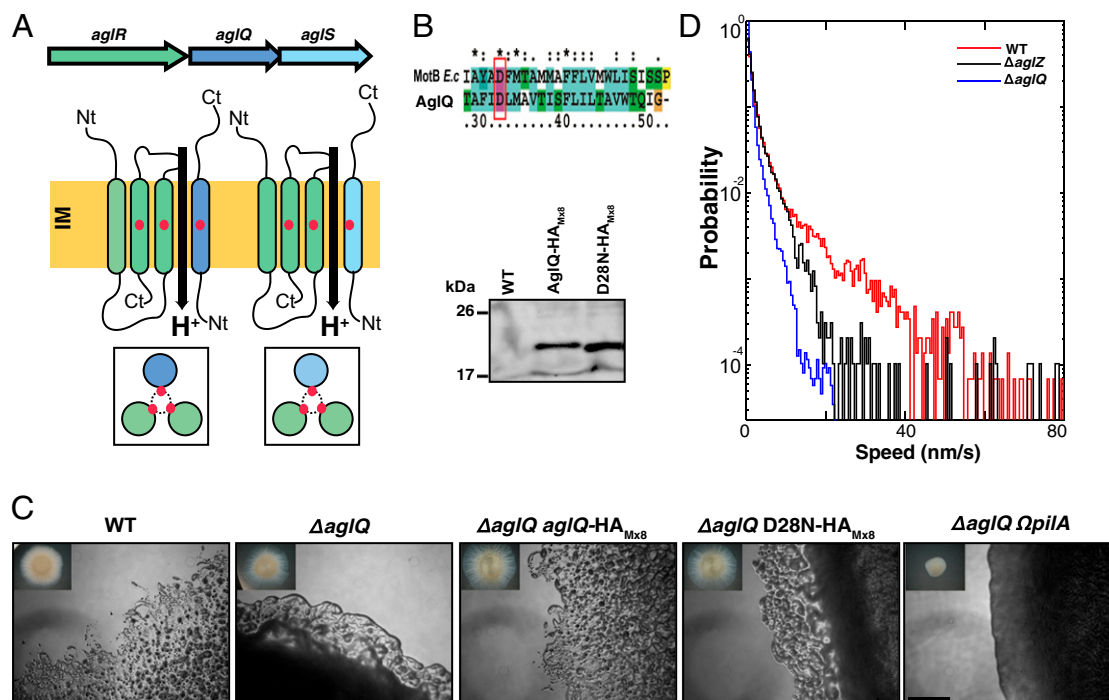 A
aglR aglQ aglS
Nt Ct Nt Ct
IM
Ct Ct
H+ Nt H+ Nt
B
*: *:*: ::*::: : :
MotB E.c IAYADFMTAMMAFFLVMWLISISSP
AglQ TAFIDLMAVTISFLILTAVWTQIG-
.30.......40........50..
WT AglQ-HAMx8 D28N-HAMx8
kDa
26
17
D
WT
ΔaglZ
ΔaglQ
Probability
10^0
10^-2
10^-4
0 40 80
Speed (nm/s)
C
WT ΔaglQ ΔaglQ aglQ-HAMx8 ΔaglQ D28N-HAMx8 ΔaglQ ΩpilA